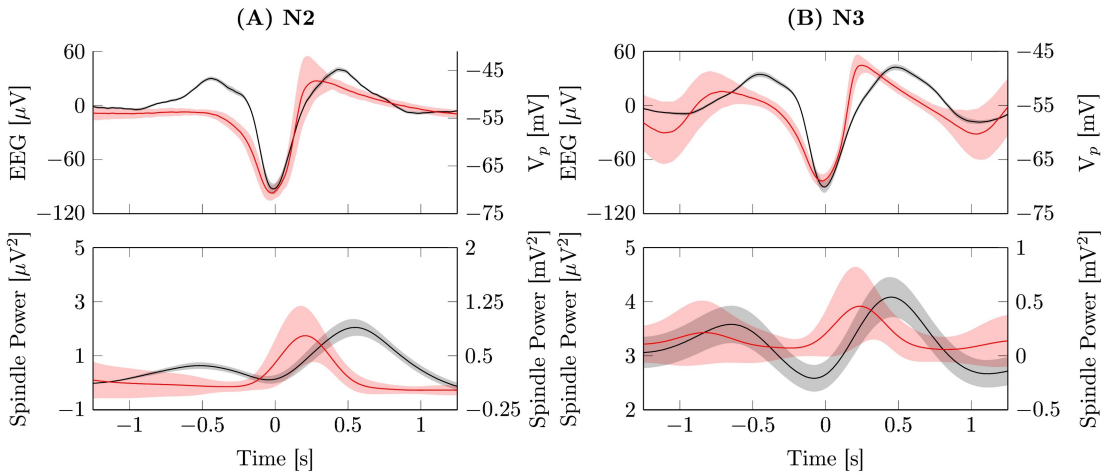 (A) N2
(B) N3
60
0
−60
−120
EEG [μV]
−45
−55
−65
−75
V_p [mV]
60
0
−60
−120
EEG [μV]
−45
−55
−65
−75
V_p [mV]
5
3
1
−1
Spindle Power [μV²]
2
1.25
0.5
−0.25
Spindle Power [mV²]
−1 −0.5 0 0.5 1
Time [s]
5
4
3
2
Spindle Power [μV²]
1
0.5
0
−0.5
Spindle Power [mV²]
−1 −0.5 0 0.5 1
Time [s]